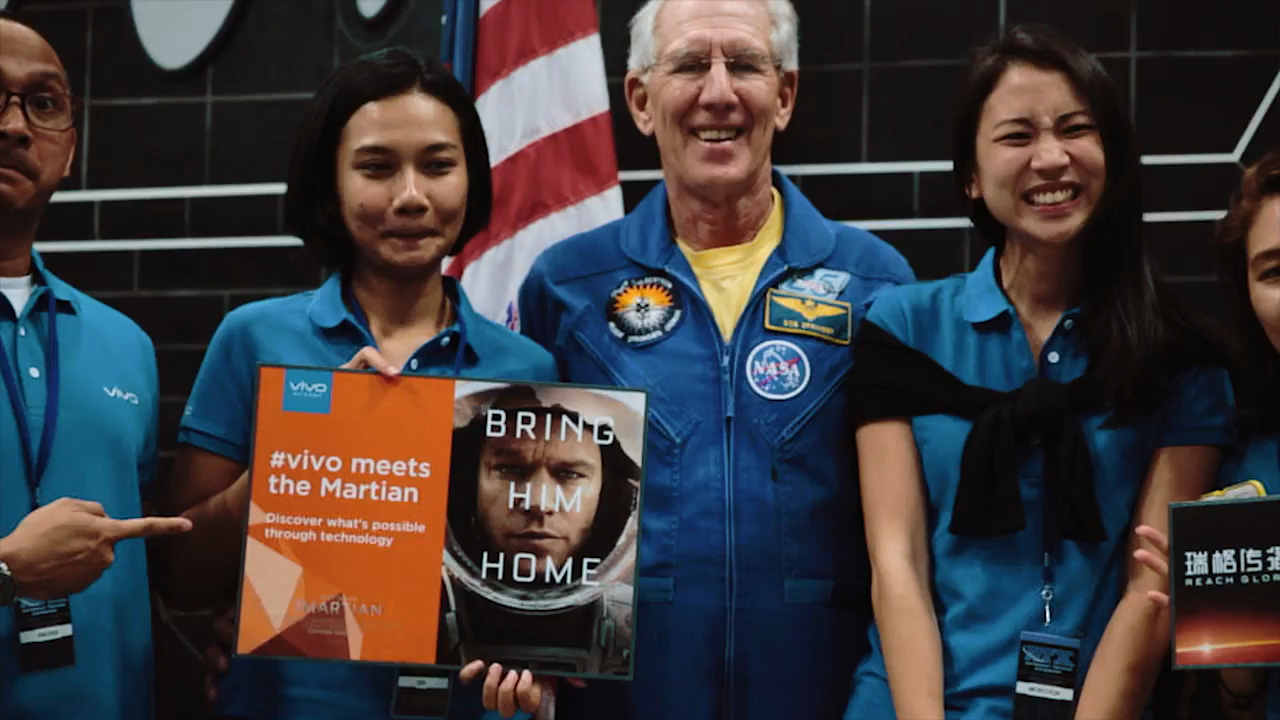 vivo
vivo
#vivo meets
the Martian
Discover what's possible
through technology
MARTIAN
BRING
HIM
HOME
NASA
瑞格传
REACH GLO